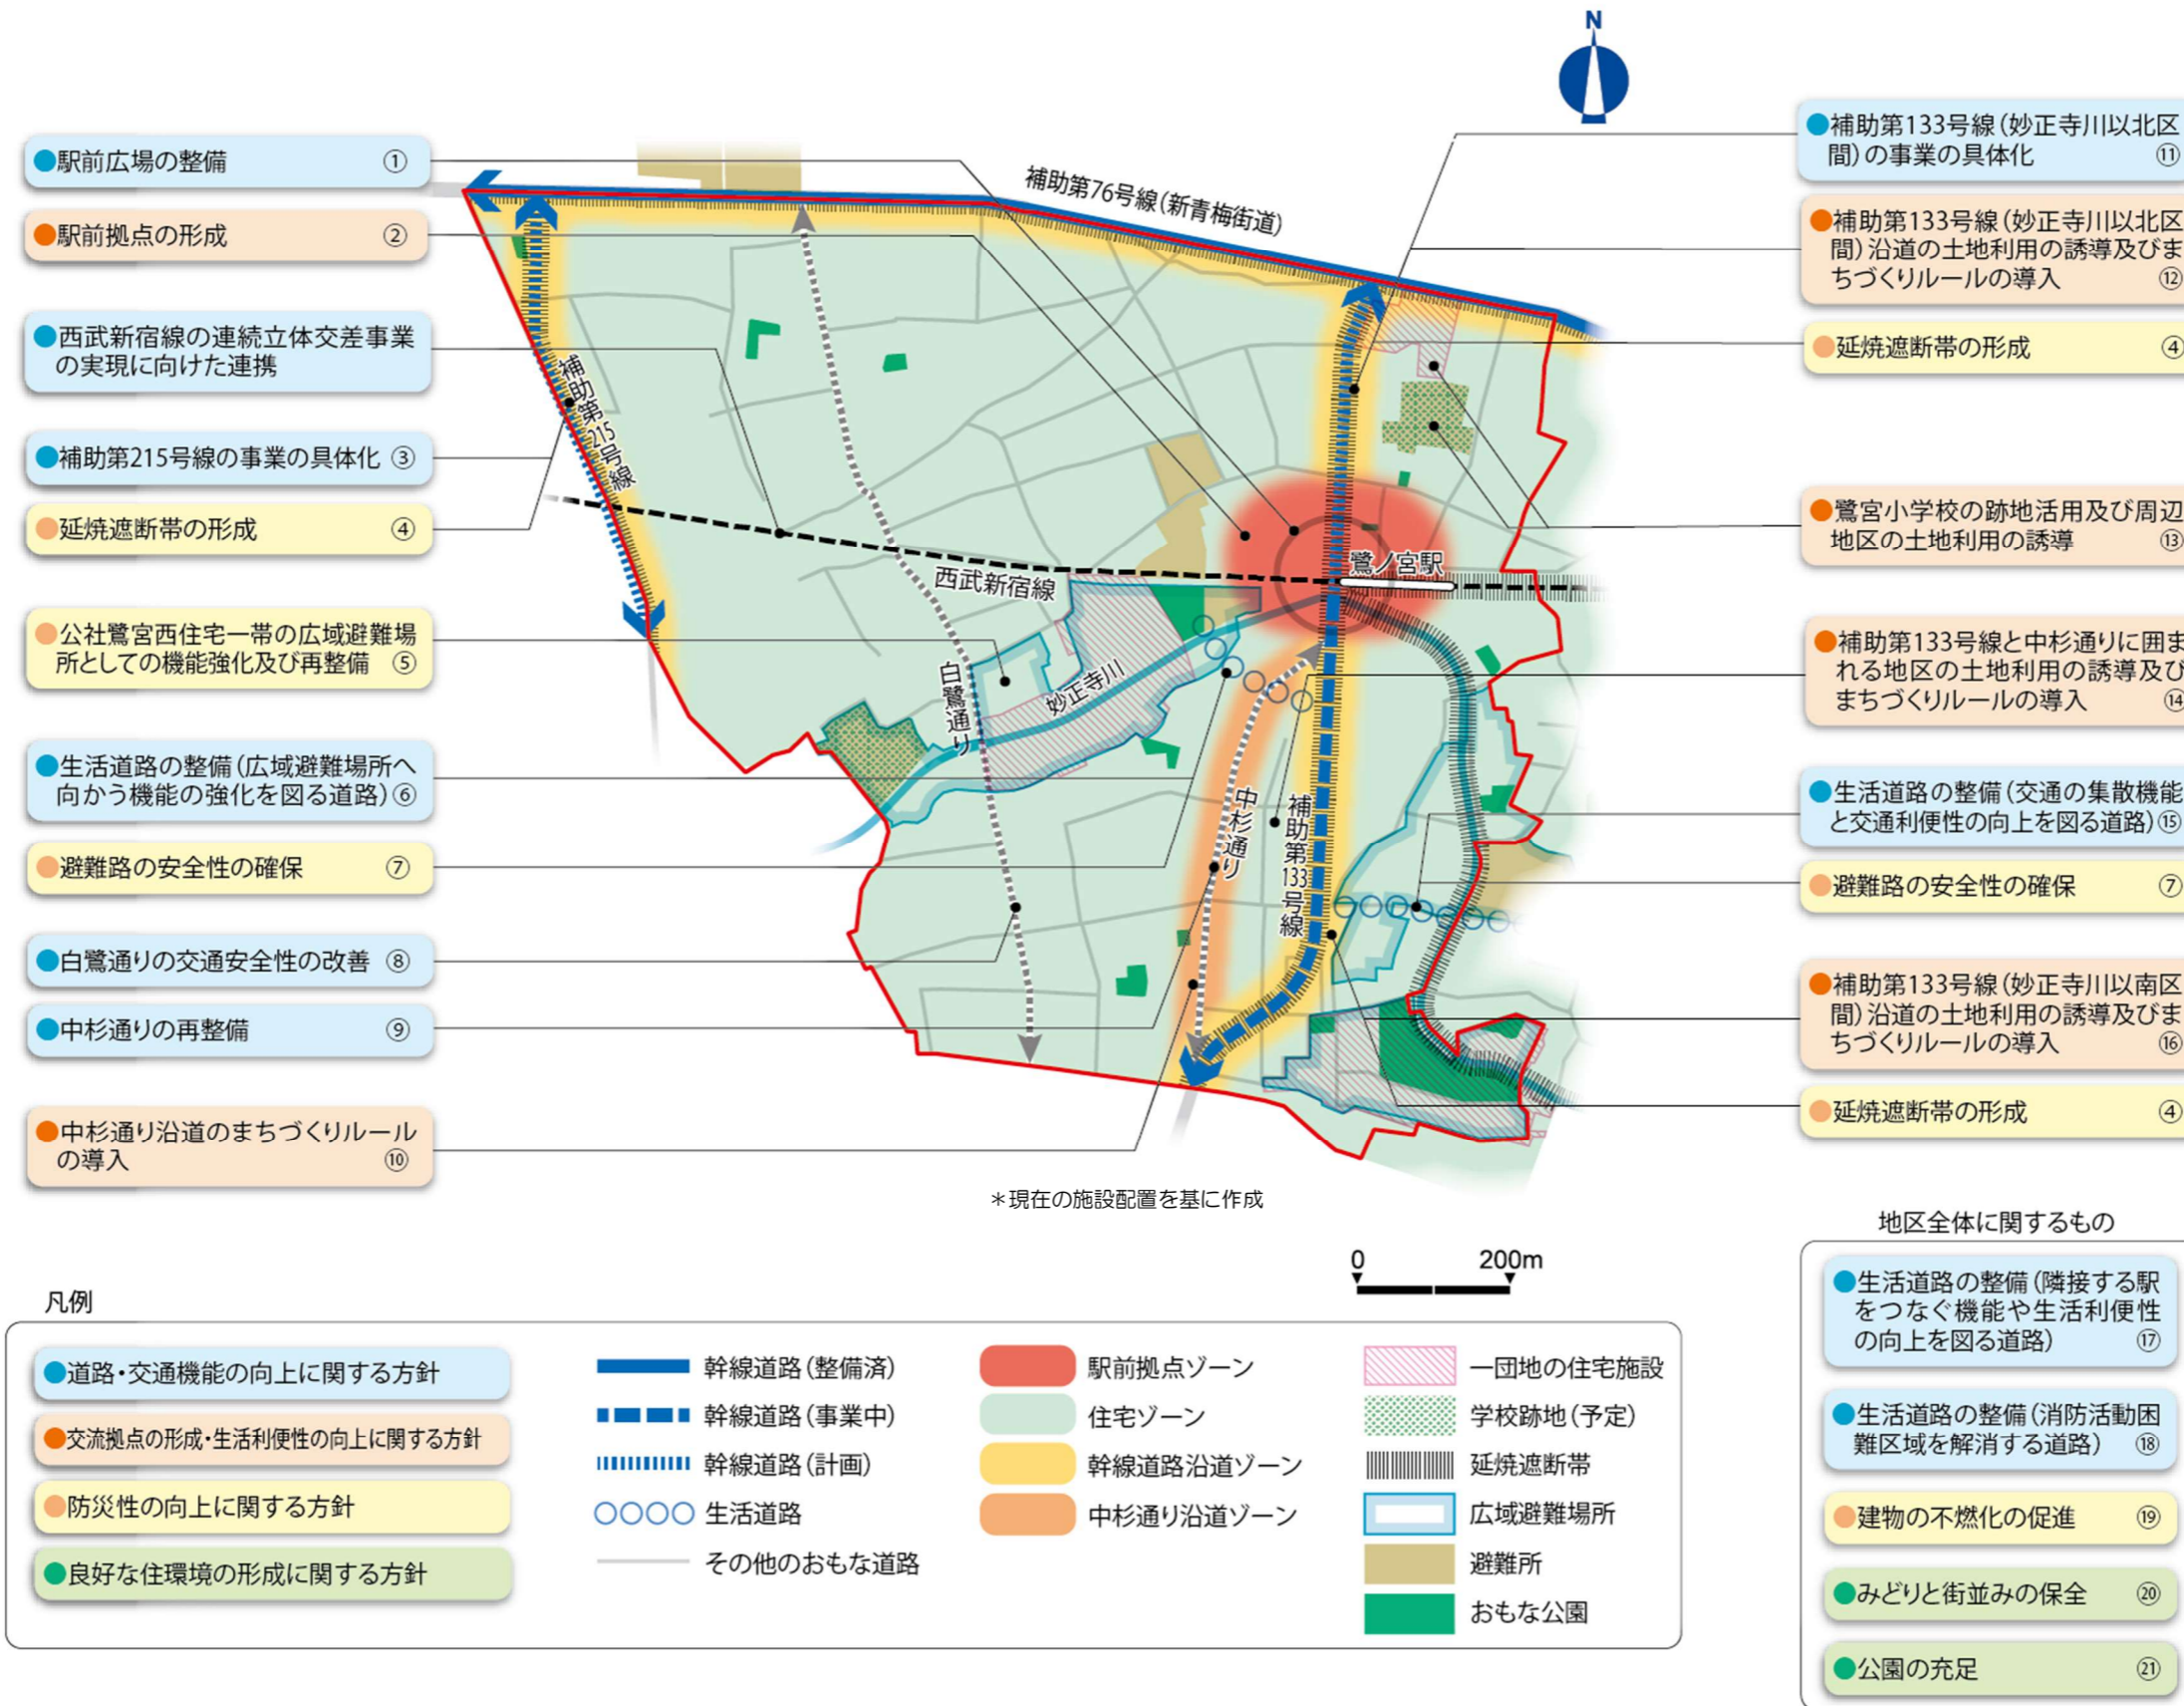 N
●駅前広場の整備 ①
●駅前拠点の形成 ②
●西武新宿線の連続立体交差事業
の実現に向けた連携
●補助第215号線の事業の具体化 ③
●延焼遮断帯の形成 ④
●公社鷺宮西住宅一帯の広域避難場
所としての機能強化及び再整備 ⑤
●生活道路の整備(広域避難場所へ
向かう機能の強化を図る道路)⑥
●避難路の安全性の確保 ⑦
●白鷺通りの交通安全性の改善 ⑧
●中杉通りの再整備 ⑨
●中杉通り沿道のまちづくりルール
の導入 ⑩
補助第76号線(新青梅街道)
補助第215号線
西武新宿線
鷺ノ宮駅
白鷺通り
妙正寺川
中杉通り
補助第133号線
●補助第133号線(妙正寺川以北区
間)の事業の具体化 ⑪
●補助第133号線(妙正寺川以北区
間)沿道の土地利用の誘導及びま
ちづくりルールの導入 ⑫
●延焼遮断帯の形成 ④
●鷺宮小学校の跡地活用及び周辺
地区の土地利用の誘導 ⑬
●補助第133号線と中杉通りに囲ま
れる地区の土地利用の誘導及び
まちづくりルールの導入 ⑭
●生活道路の整備(交通の集散機能
と交通利便性の向上を図る道路)⑮
●避難路の安全性の確保 ⑦
●補助第133号線(妙正寺川以南区
間)沿道の土地利用の誘導及びま
ちづくりルールの導入 ⑯
●延焼遮断帯の形成 ④
＊現在の施設配置を基に作成
0 200m
凡例
●道路・交通機能の向上に関する方針
●交流拠点の形成・生活利便性の向上に関する方針
●防災性の向上に関する方針
●良好な住環境の形成に関する方針
幹線道路(整備済)
幹線道路(事業中)
幹線道路(計画)
生活道路
その他のおもな道路
駅前拠点ゾーン
住宅ゾーン
幹線道路沿道ゾーン
中杉通り沿道ゾーン
一団地の住宅施設
学校跡地(予定)
延焼遮断帯
広域避難場所
避難所
おもな公園
地区全体に関するもの
●生活道路の整備(隣接する駅
をつなぐ機能や生活利便性
の向上を図る道路) ⑰
●生活道路の整備(消防活動困
難区域を解消する道路) ⑱
●建物の不燃化の促進 ⑲
●みどりと街並みの保全 ⑳
●公園の充足 ㉑